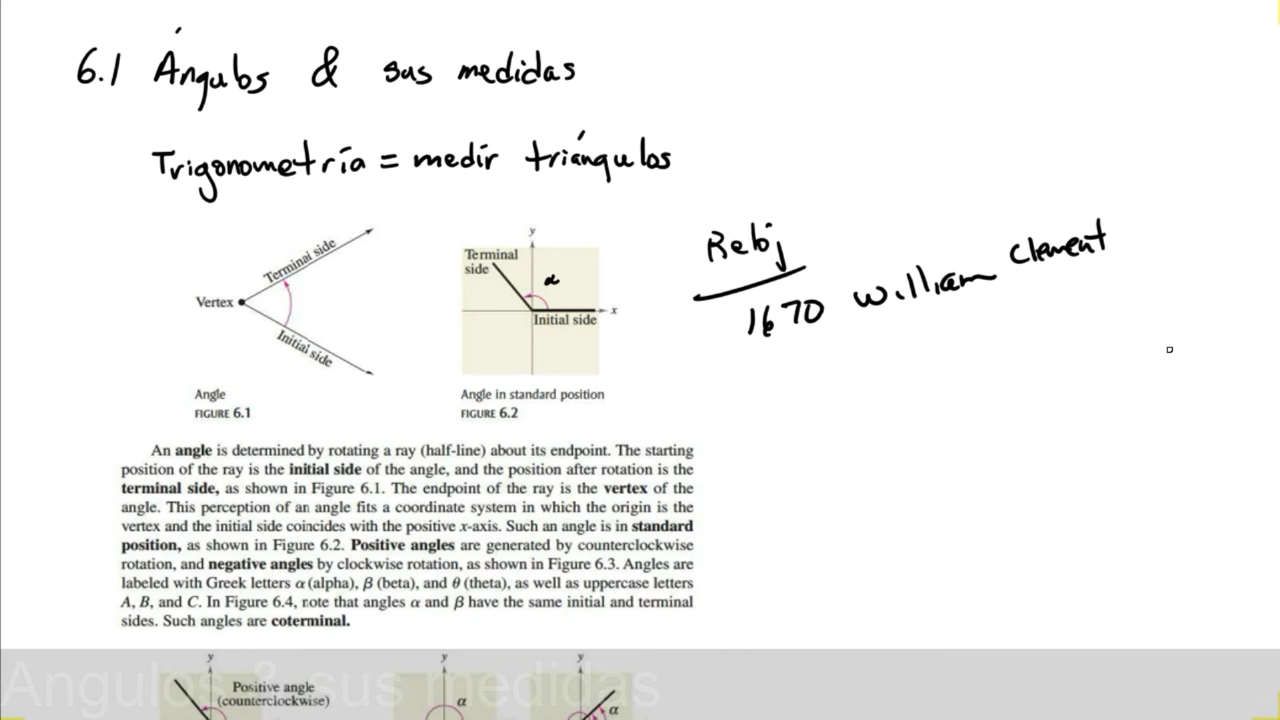 6.1 Ángulos & sus medidas
Trigonometría = medir triángulos
Terminal side
Vertex
Initial side
Angle
FIGURE 6.1
y
Terminal
side
α
x
Initial side
Angle in standard position
FIGURE 6.2
Reloj
1670 William Clement
An angle is determined by rotating a ray (half-line) about its endpoint. The starting
position of the ray is the initial side of the angle, and the position after rotation is the
terminal side, as shown in Figure 6.1. The endpoint of the ray is the vertex of the
angle. This perception of an angle fits a coordinate system in which the origin is the
vertex and the initial side coincides with the positive x-axis. Such an angle is in standard
position, as shown in Figure 6.2. Positive angles are generated by counterclockwise
rotation, and negative angles by clockwise rotation, as shown in Figure 6.3. Angles are
labeled with Greek letters α (alpha), β (beta), and θ (theta), as well as uppercase letters
A, B, and C. In Figure 6.4, note that angles α and β have the same initial and terminal
sides. Such angles are coterminal.
Angulos & sus medidas
y
Positive angle
(counterclockwise)
y
α
y
α